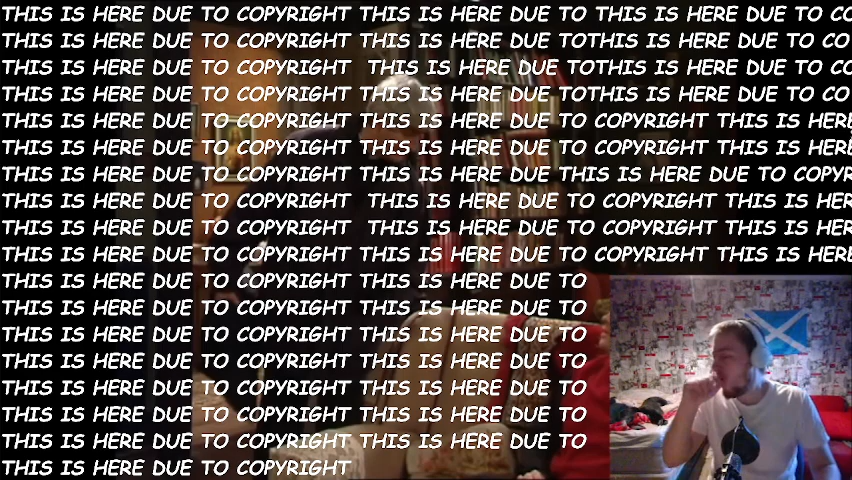 THIS IS HERE DUE TO COPYRIGHT THIS IS HERE DUE TO THIS IS HERE DUE TO CO
THIS IS HERE DUE TO COPYRIGHT THIS IS HERE DUE TOTHIS IS HERE DUE TO CO
THIS IS HERE DUE TO COPYRIGHT THIS IS HERE DUE TOTHIS IS HERE DUE TO CO
THIS IS HERE DUE TO COPYRIGHT THIS IS HERE DUE TOTHIS IS HERE DUE TO CO
THIS IS HERE DUE TO COPYRIGHT THIS IS HERE DUE TO COPYRIGHT THIS IS HERE
THIS IS HERE DUE TO COPYRIGHT THIS IS HERE DUE TO COPYRIGHT THIS IS HERE
THIS IS HERE DUE TO COPYRIGHT THIS IS HERE DUE THIS IS HERE DUE TO COPYR
THIS IS HERE DUE TO COPYRIGHT THIS IS HERE DUE TO COPYRIGHT THIS IS HER
THIS IS HERE DUE TO COPYRIGHT THIS IS HERE DUE TO COPYRIGHT THIS IS HER
THIS IS HERE DUE TO COPYRIGHT THIS IS HERE DUE TO COPYRIGHT THIS IS HERE
THIS IS HERE DUE TO COPYRIGHT THIS IS HERE DUE TO
THIS IS HERE DUE TO COPYRIGHT THIS IS HERE DUE TO
THIS IS HERE DUE TO COPYRIGHT THIS IS HERE DUE TO
THIS IS HERE DUE TO COPYRIGHT THIS IS HERE DUE TO
THIS IS HERE DUE TO COPYRIGHT THIS IS HERE DUE TO
THIS IS HERE DUE TO COPYRIGHT THIS IS HERE DUE TO
THIS IS HERE DUE TO COPYRIGHT THIS IS HERE DUE TO
THIS IS HERE DUE TO COPYRIGHT